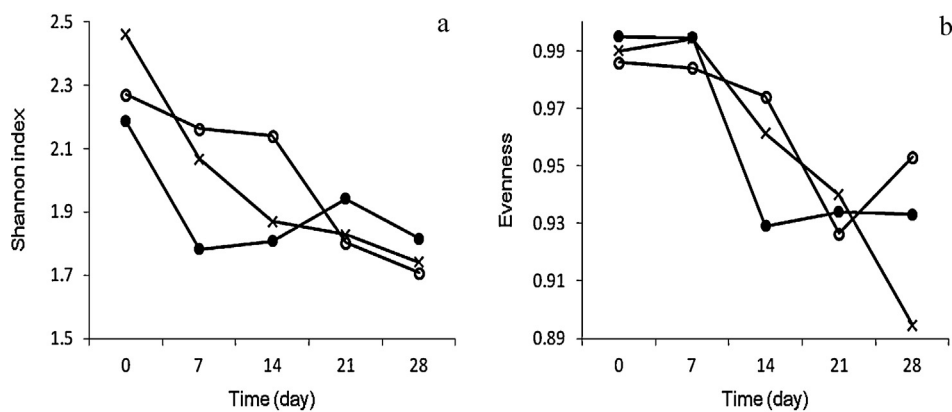 a
2.5
2.3
2.1
1.9
1.7
1.5
Shannon index
0 7 14 21 28
Time (day)
b
0.99
0.97
0.95
0.93
0.91
0.89
Evenness
0 7 14 21 28
Time (day)